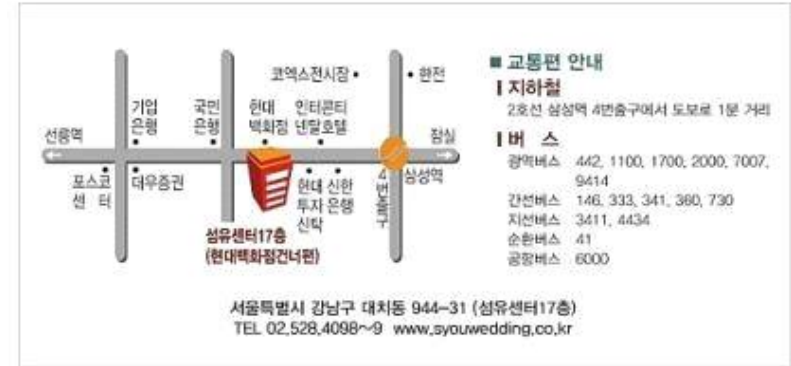 코엑스전시장
한전
기업
은행
국민
은행
현대
백화점
인터콘티
넨탈호텔
선릉역
잠실
포스코
센 터
대우증권
현대
투자
신탁
신한
은행
4번출구
삼성역
섬유센터17층
(현대백화점건너편)
■ 교통편 안내
지하철
2호선 삼성역 4번출구에서 도보로 1분 거리
버 스
광역버스 442, 1100, 1700, 2000, 7007,
9414
간선버스 146, 333, 341, 360, 730
지선버스 3411, 4434
순환버스 41
공항버스 6000
서울특별시 강남구 대치동 944-31 (섬유센터17층)
TEL 02.528.4098~9 www.syouwedding.co.kr